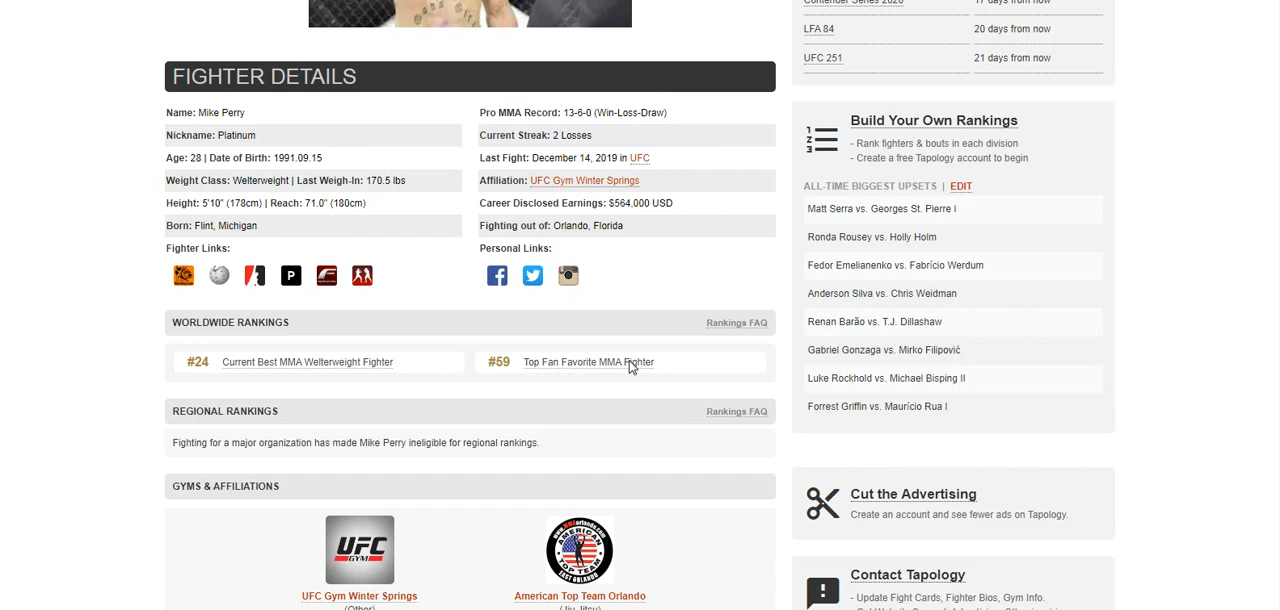 Contender Series 2020 17 days from now
LFA 84 20 days from now
UFC 251 21 days from now
FIGHTER DETAILS
Name: Mike Perry
Pro MMA Record: 13-6-0 (Win-Loss-Draw)
Nickname: Platinum
Current Streak: 2 Losses
Age: 28 | Date of Birth: 1991.09.15
Last Fight: December 14, 2019 in UFC
Weight Class: Welterweight | Last Weigh-In: 170.5 lbs
Affiliation: UFC Gym Winter Springs
Height: 5'10" (178cm) | Reach: 71.0" (180cm)
Career Disclosed Earnings: $564,000 USD
Born: Flint, Michigan
Fighting out of: Orlando, Florida
Fighter Links:
Personal Links:
P
WORLDWIDE RANKINGS
Rankings FAQ
#24 Current Best MMA Welterweight Fighter
#59 Top Fan Favorite MMA Fighter
REGIONAL RANKINGS
Rankings FAQ
Fighting for a major organization has made Mike Perry ineligible for regional rankings.
GYMS & AFFILIATIONS
UFC
GYM
AMERICAN
TOP TEAM
EAST ORLANDO
UFC Gym Winter Springs
(Other)
American Top Team Orlando
(Jiu-Jitsu)
1
2
3
Build Your Own Rankings
- Rank fighters & bouts in each division
- Create a free Tapology account to begin
ALL-TIME BIGGEST UPSETS | EDIT
Matt Serra vs. Georges St. Pierre I
Ronda Rousey vs. Holly Holm
Fedor Emelianenko vs. Fabrício Werdum
Anderson Silva vs. Chris Weidman
Renan Barão vs. T.J. Dillashaw
Gabriel Gonzaga vs. Mirko Filipović
Luke Rockhold vs. Michael Bisping II
Forrest Griffin vs. Maurício Rua I
Cut the Advertising
Create an account and see fewer ads on Tapology.
Contact Tapology
- Update Fight Cards, Fighter Bios, Gym Info.